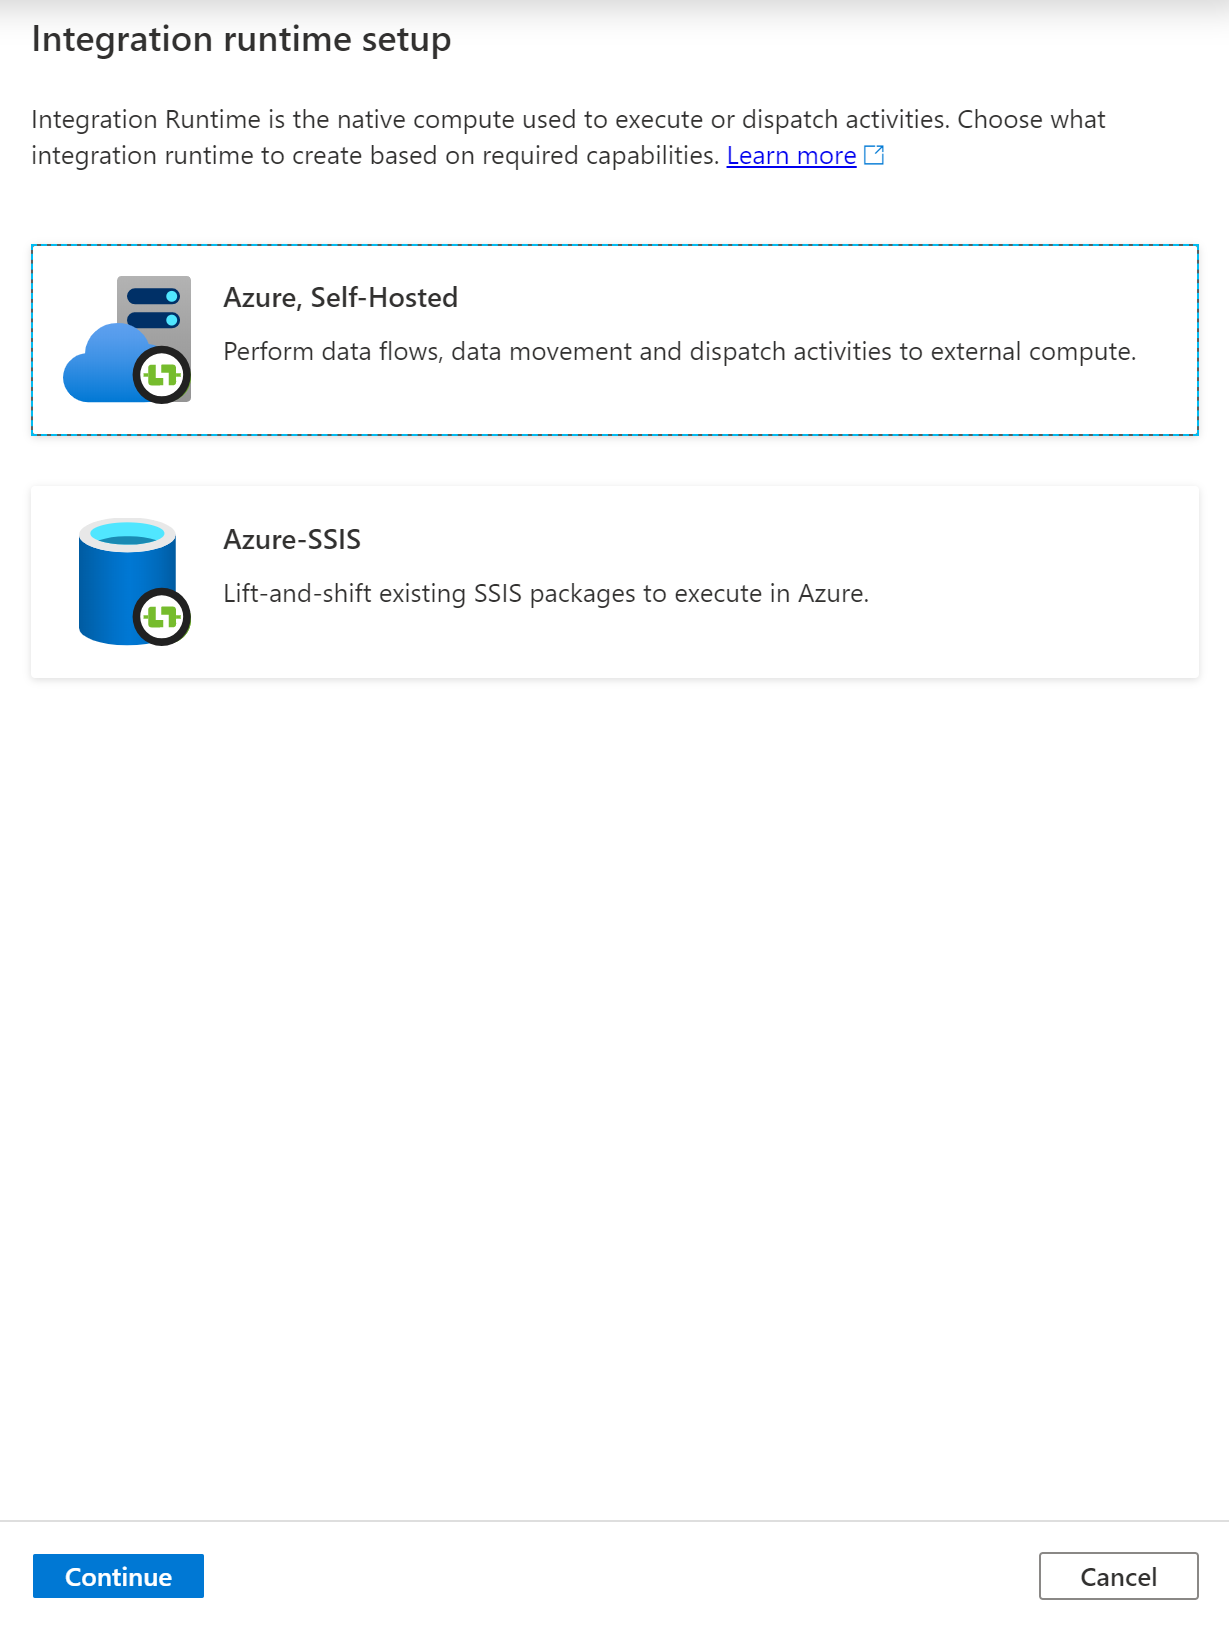 Integration runtime setup
Integration Runtime is the native compute used to execute or dispatch activities. Choose what
integration runtime to create based on required capabilities. Learn more
Azure, Self-Hosted
Perform data flows, data movement and dispatch activities to external compute.
Azure-SSIS
Lift-and-shift existing SSIS packages to execute in Azure.
Continue
Cancel